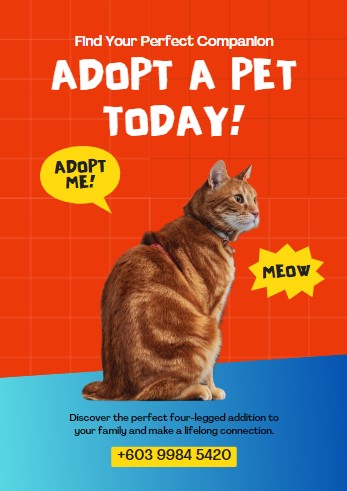 Find Your Perfect Companion
ADOPT A PET
TODAY!
ADOPT
ME!
MEOW
Discover the perfect four-legged addition to
your family and make a lifelong connection.
+603 9984 5420